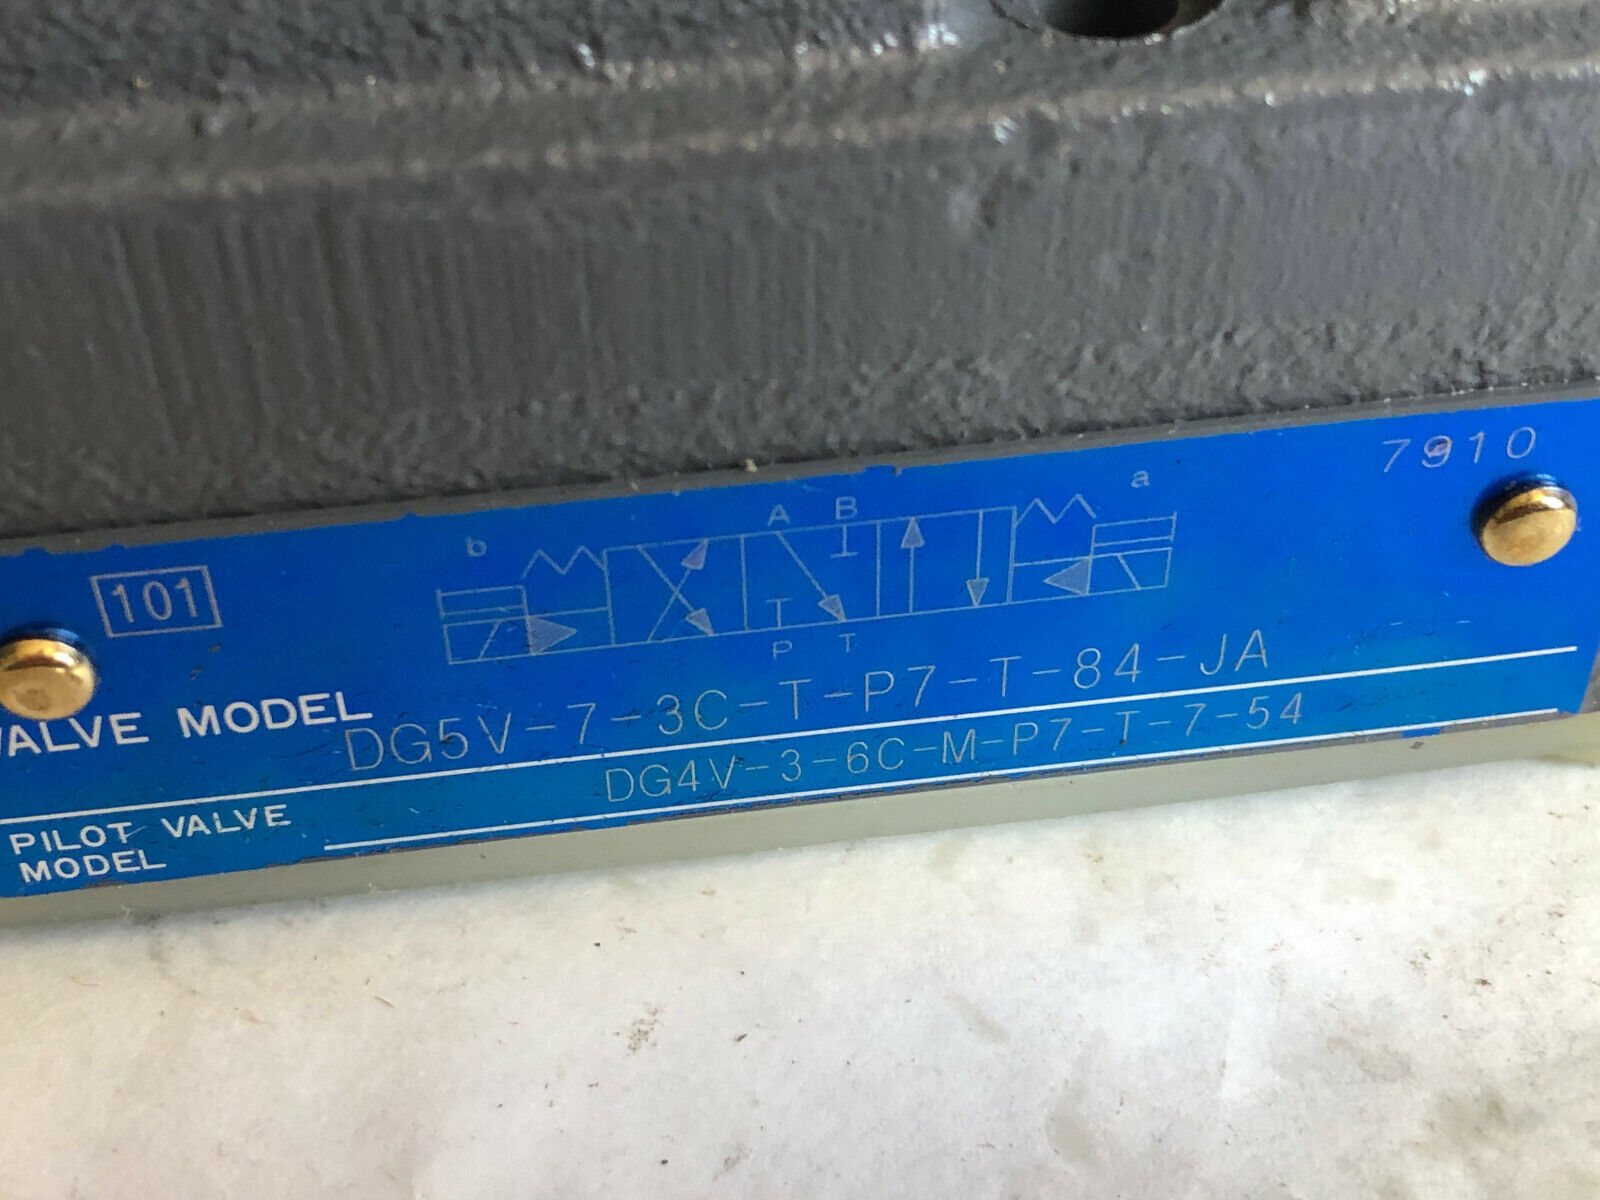 7910
a
A B
b
101
P T
VALVE MODEL DG5V-7-3C-T-P7-T-84-JA
PILOT VALVE
MODEL DG4V-3-6C-M-P7-T-7-54